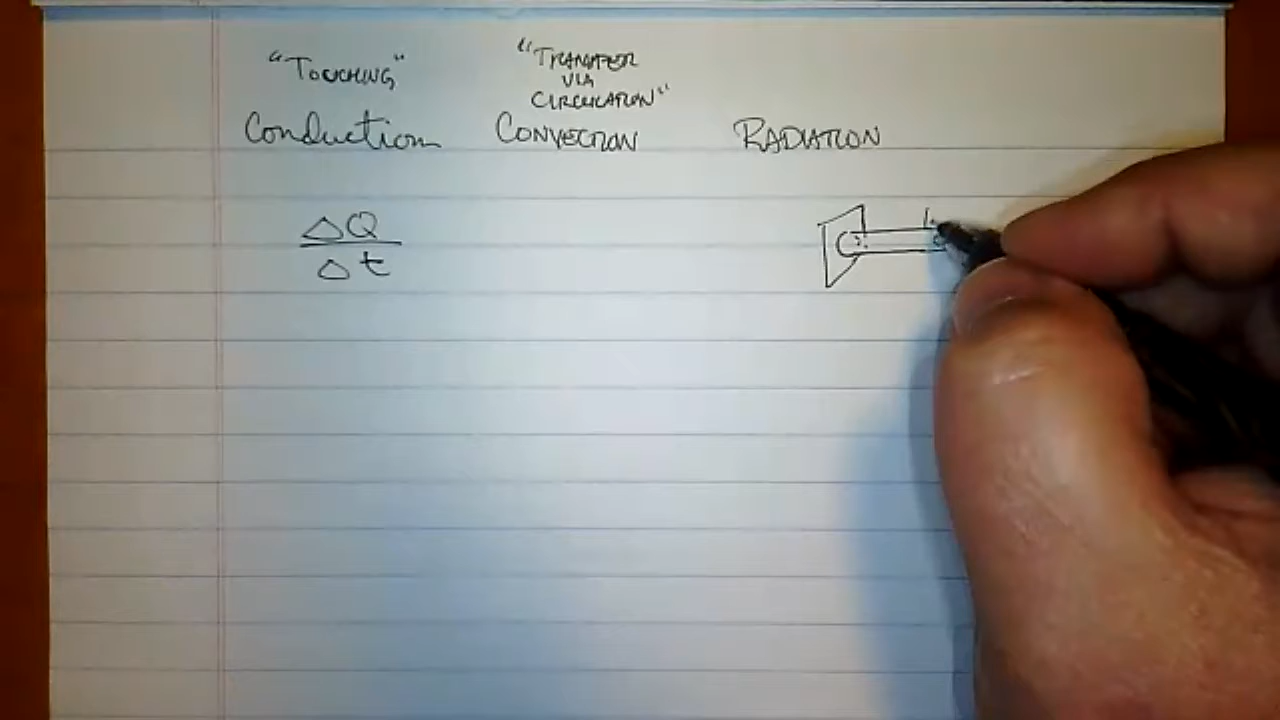 "TOUCHING"
"TRANSFER
VIA
CIRCULATION"
Conduction CONVECTION RADIATION
ΔQ
Δt